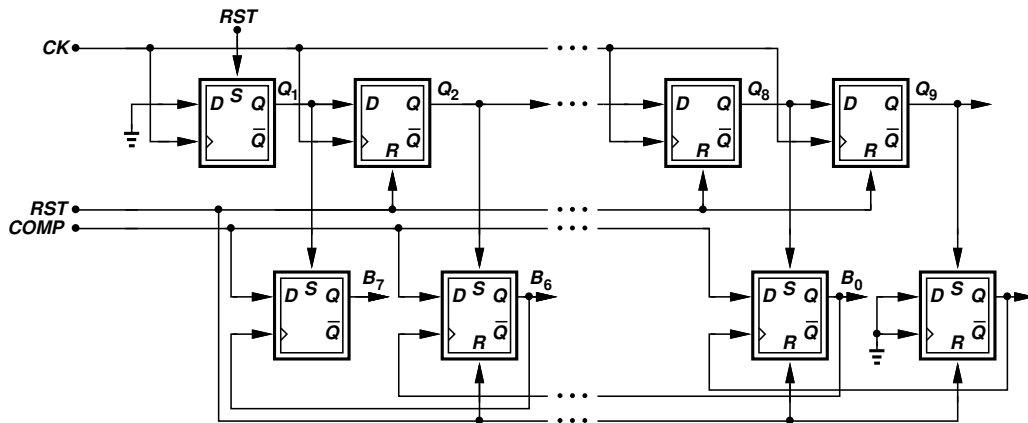 RST
CK
D S Q Q1 D Q Q2 D Q Q8 D Q Q9
Q̅ Q̅ Q̅ Q̅
R R R
RST
COMP
B7 B6 B0
D S Q D S Q D S Q D S Q
Q̅ Q̅ Q̅ Q̅
R R R